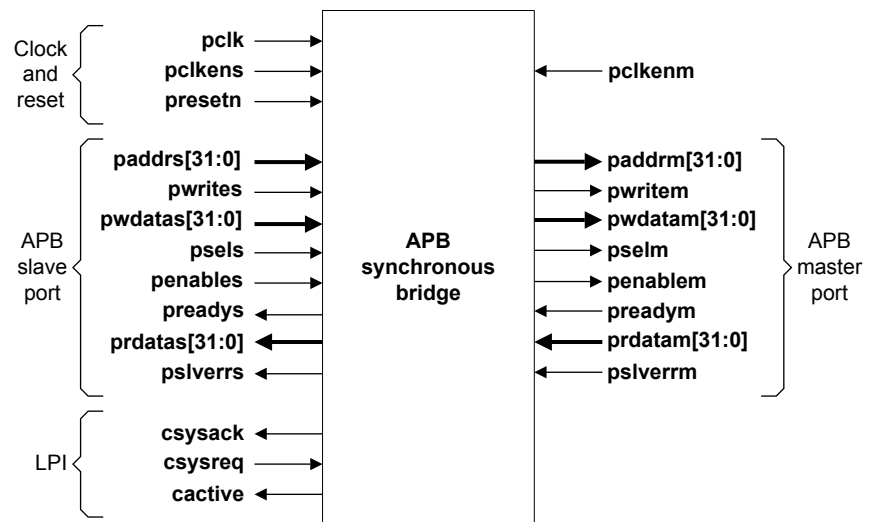 Clock
and
reset
pclk
pclkens
presetn
pclkenm
APB
slave
port
paddrs[31:0]
pwrites
pwdatas[31:0]
psels
penables
preadys
prdatas[31:0]
pslverrs
APB
synchronous
bridge
paddrm[31:0]
pwritem
pwdatam[31:0]
pselm
penablem
preadym
prdatam[31:0]
pslverrm
APB
master
port
LPI
csysack
csysreq
cactive